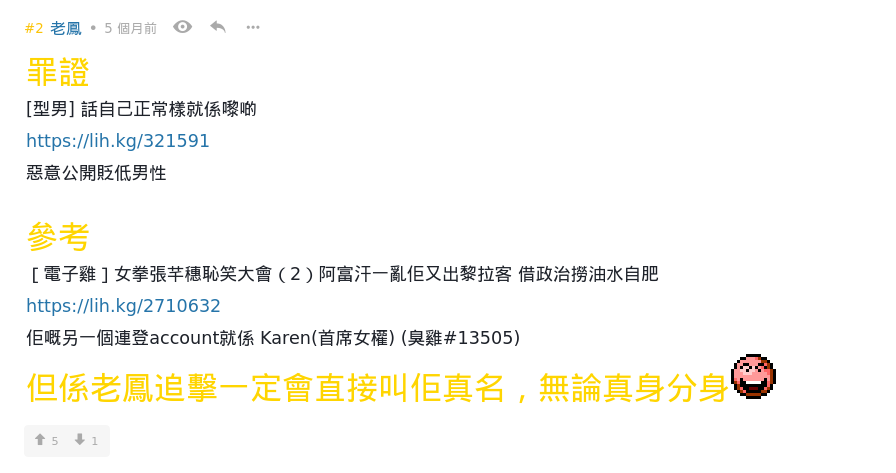 #2 老鳳 • 5 個月前
罪證
[型男] 話自己正常樣就係嚟啲
https://lih.kg/321591
惡意公開貶低男性
參考
［電子雞］女拳張芊穗恥笑大會（2）阿富汗一亂佢又出黎拉客 借政治撈油水自肥
https://lih.kg/2710632
佢嘅另一個連登account就係 Karen(首席女權) (臭雞#13505)
但係老鳳追擊一定會直接叫佢真名，無論真身分身
5 1